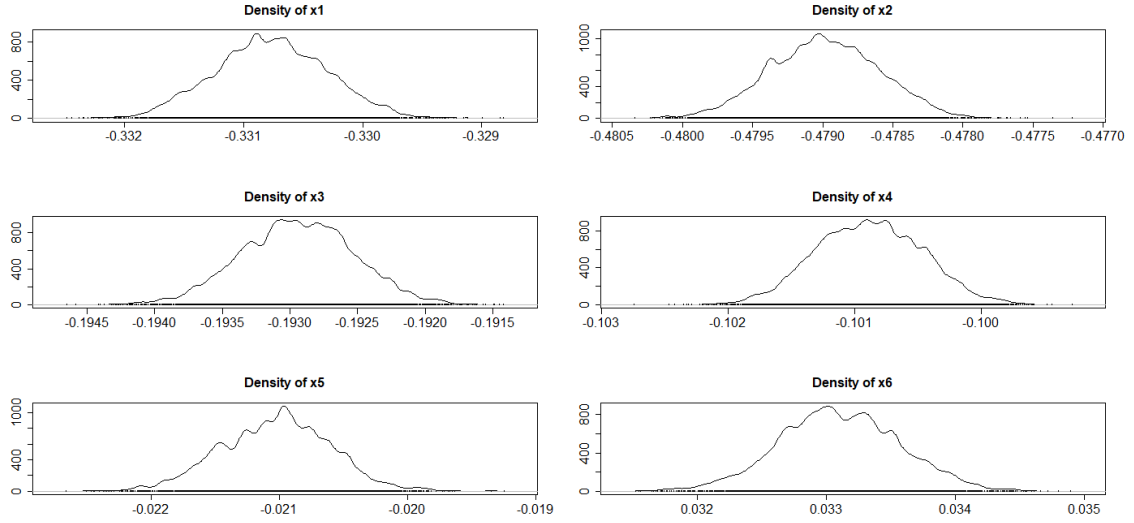 Density of x1
0 400 800
-0.332 -0.331 -0.330 -0.329
Density of x2
0 400 1000
-0.4805 -0.4800 -0.4795 -0.4790 -0.4785 -0.4780 -0.4775 -0.4770
Density of x3
0 400 800
-0.1945 -0.1940 -0.1935 -0.1930 -0.1925 -0.1920 -0.1915
Density of x4
0 400 800
-0.103 -0.102 -0.101 -0.100
Density of x5
0 400 1000
-0.022 -0.021 -0.020 -0.019
Density of x6
0 400 800
0.032 0.033 0.034 0.035